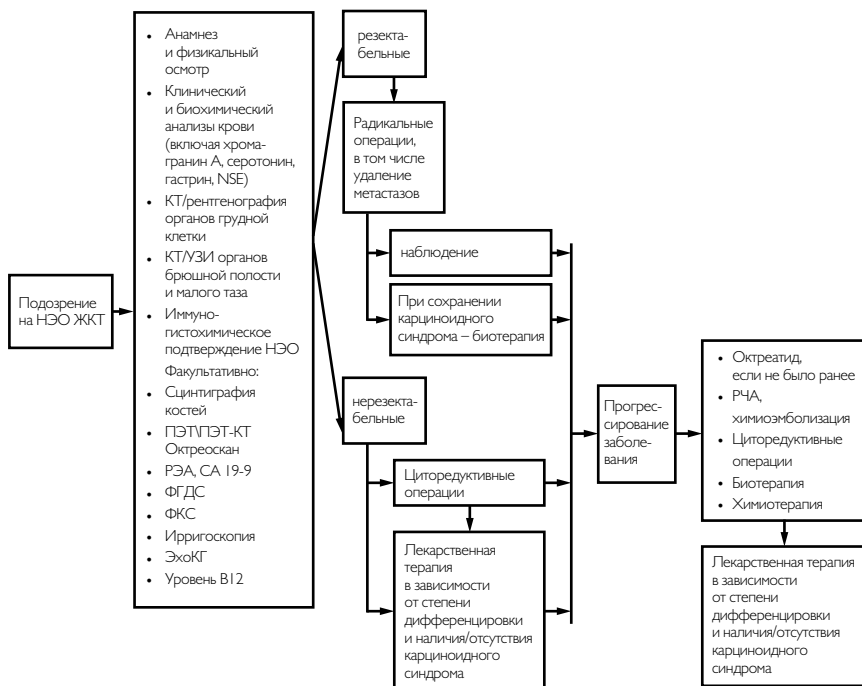 Подозрение
на НЭО ЖКТ
• Анамнез
и физикальный
осмотр
• Клинический
и биохимический
анализы крови
(включая хрома-
гранин А, серотонин,
гастрин, NSE)
• КТ/рентгенография
органов грудной
клетки
• КТ/УЗИ органов
брюшной полости
и малого таза
• Иммуно-
гистохимическое
подтверждение НЭО
Факультативно:
• Сцинтиграфия
костей
• ПЭТ\ПЭТ-КТ
Октреоскан
• РЭА, СА 19-9
• ФГДС
• ФКС
• Ирригоскопия
• ЭхоКГ
• Уровень В12
резекта-
бельные
Радикальные
операции,
в том числе
удаление
метастазов
наблюдение
При сохранении
карциноидного
синдрома – биотерапия
нерезекта-
бельные
Циторедуктивные
операции
Лекарственная
терапия
в зависимости
от степени
дифференцировки
и наличия/отсутствия
карциноидного
синдрома
Прогрес-
сирование
заболе-
вания
• Октреатид,
если не было ранее
• РЧА,
химиоэмболизация
• Циторедуктивные
операции
• Биотерапия
• Химиотерапия
Лекарственная терапия
в зависимости
от степени
дифференцировки
и наличия/отсутствия
карциноидного
синдрома